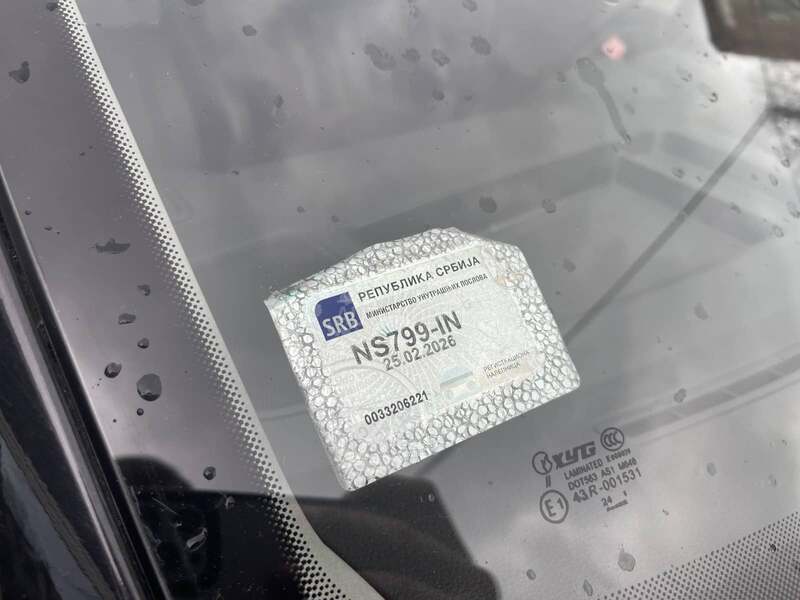 РЕПУБЛИКА СРБИЈА
МИНИСТАРСТВО УНУТРАШЊИХ ПОСЛОВА
SRB
NS799-IN
25.02.2026
РЕГИСТРАЦИОНА
НАЛЕПНИЦА
0033206221
XYG CCC
LAMINATED
DOT563 AS1 M648
E1 43R-001531
24